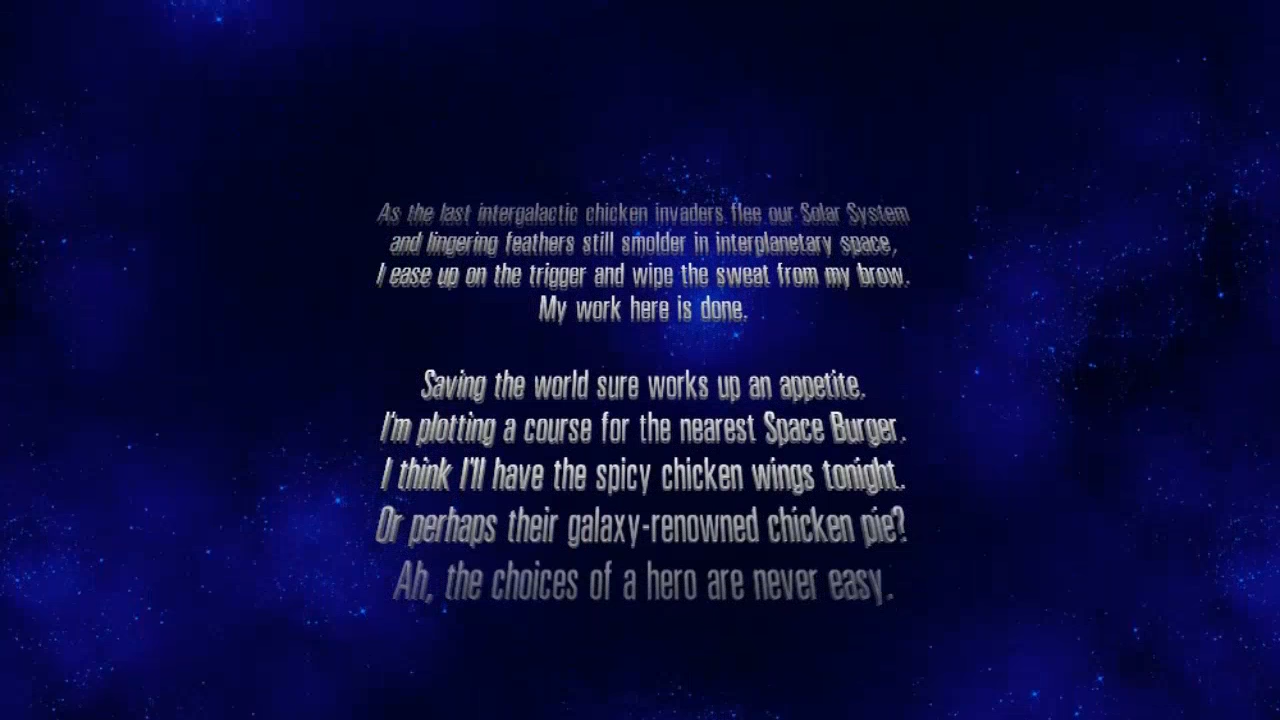 As the last intergalactic chicken invaders flee our Solar System
and lingering feathers still smolder in interplanetary space,
I ease up on the trigger and wipe the sweat from my brow.
My work here is done.
Saving the world sure works up an appetite.
I'm plotting a course for the nearest Space Burger.
I think I'll have the spicy chicken wings tonight.
Or perhaps their galaxy-renowned chicken pie?
Ah, the choices of a hero are never easy.